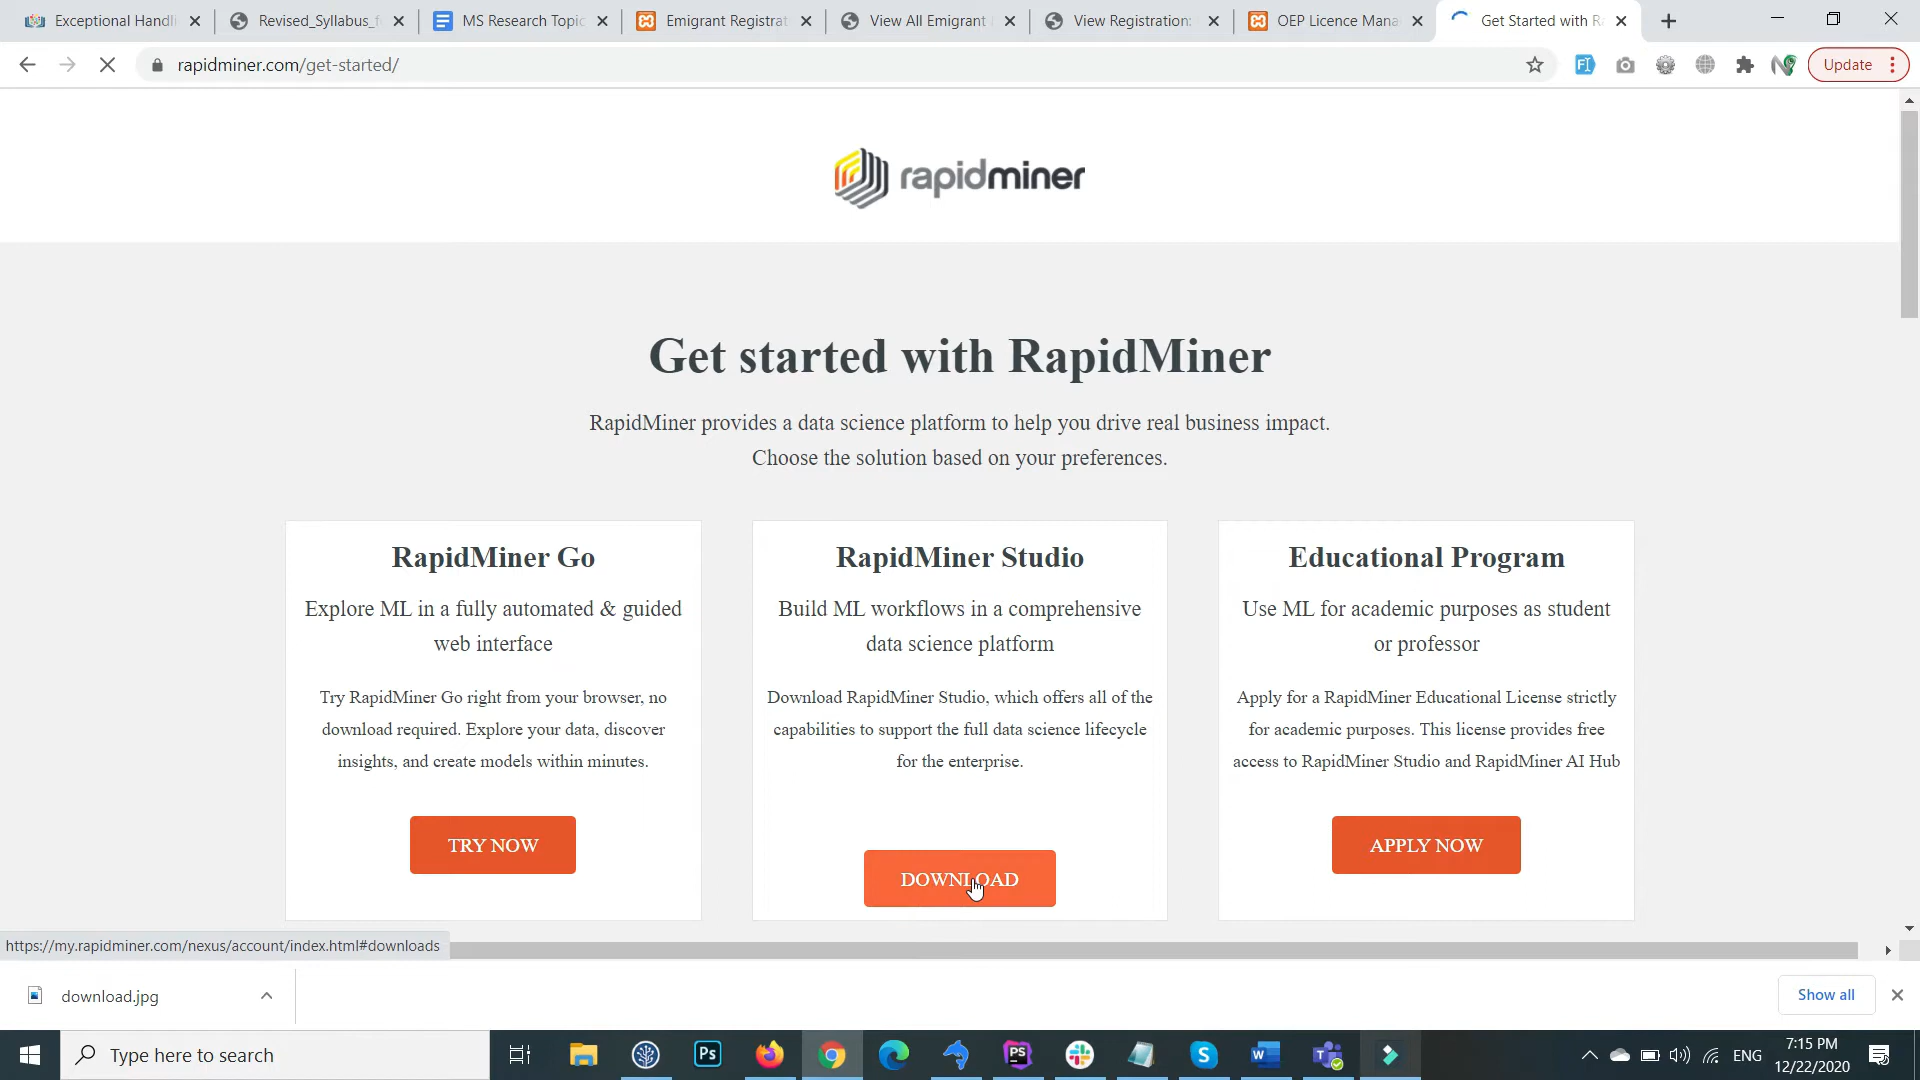 Exceptional Handli
Revised_Syllabus_f
MS Research Topic
Emigrant Registrat
View All Emigrant
View Registration:
OEP Licence Mana
Get Started with R
rapidminer.com/get-started/
Update
rapidminer
Get started with RapidMiner
RapidMiner provides a data science platform to help you drive real business impact.
Choose the solution based on your preferences.
RapidMiner Go
Explore ML in a fully automated & guided
web interface
Try RapidMiner Go right from your browser, no
download required. Explore your data, discover
insights, and create models within minutes.
TRY NOW
RapidMiner Studio
Build ML workflows in a comprehensive
data science platform
Download RapidMiner Studio, which offers all of the
capabilities to support the full data science lifecycle
for the enterprise.
DOWNLOAD
Educational Program
Use ML for academic purposes as student
or professor
Apply for a RapidMiner Educational License strictly
for academic purposes. This license provides free
access to RapidMiner Studio and RapidMiner AI Hub
APPLY NOW
https://my.rapidminer.com/nexus/account/index.html#downloads
download.jpg
Show all
Type here to search
ENG
7:15 PM
12/22/2020